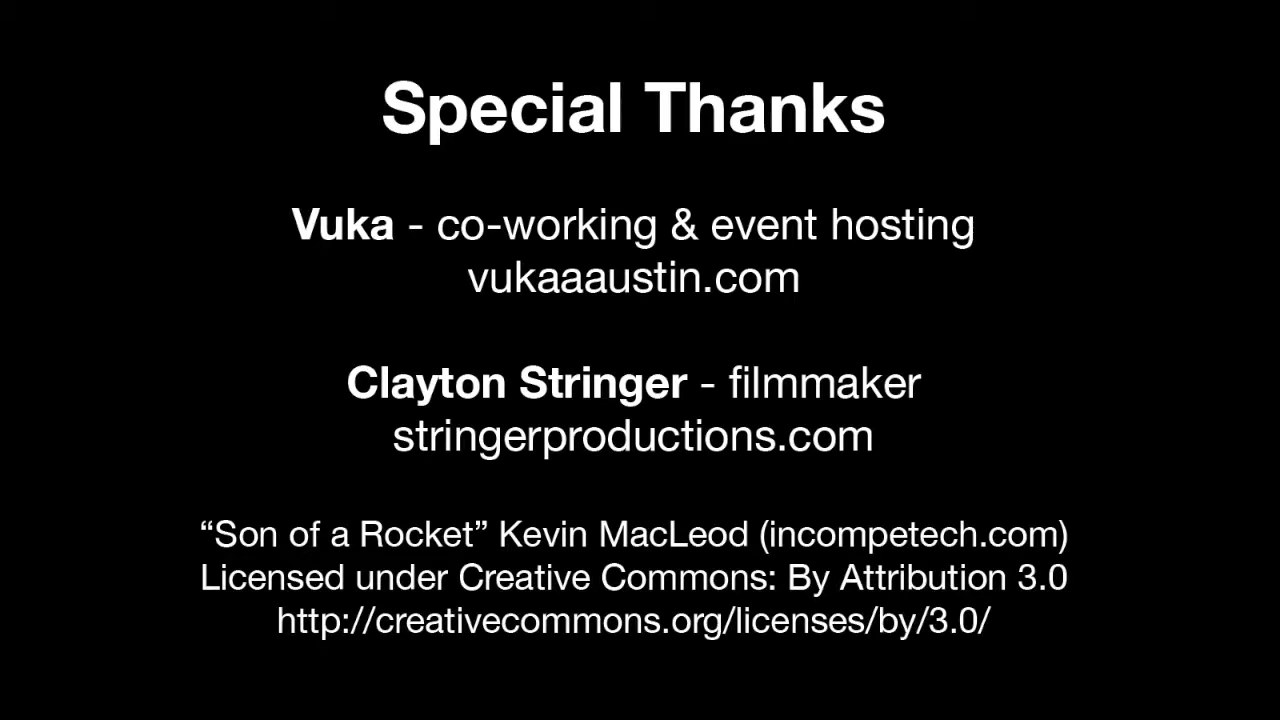 Special Thanks
Vuka - co-working & event hosting
vukaaaustin.com
Clayton Stringer - filmmaker
stringerproductions.com
“Son of a Rocket” Kevin MacLeod (incompetech.com)
Licensed under Creative Commons: By Attribution 3.0
http://creativecommons.org/licenses/by/3.0/